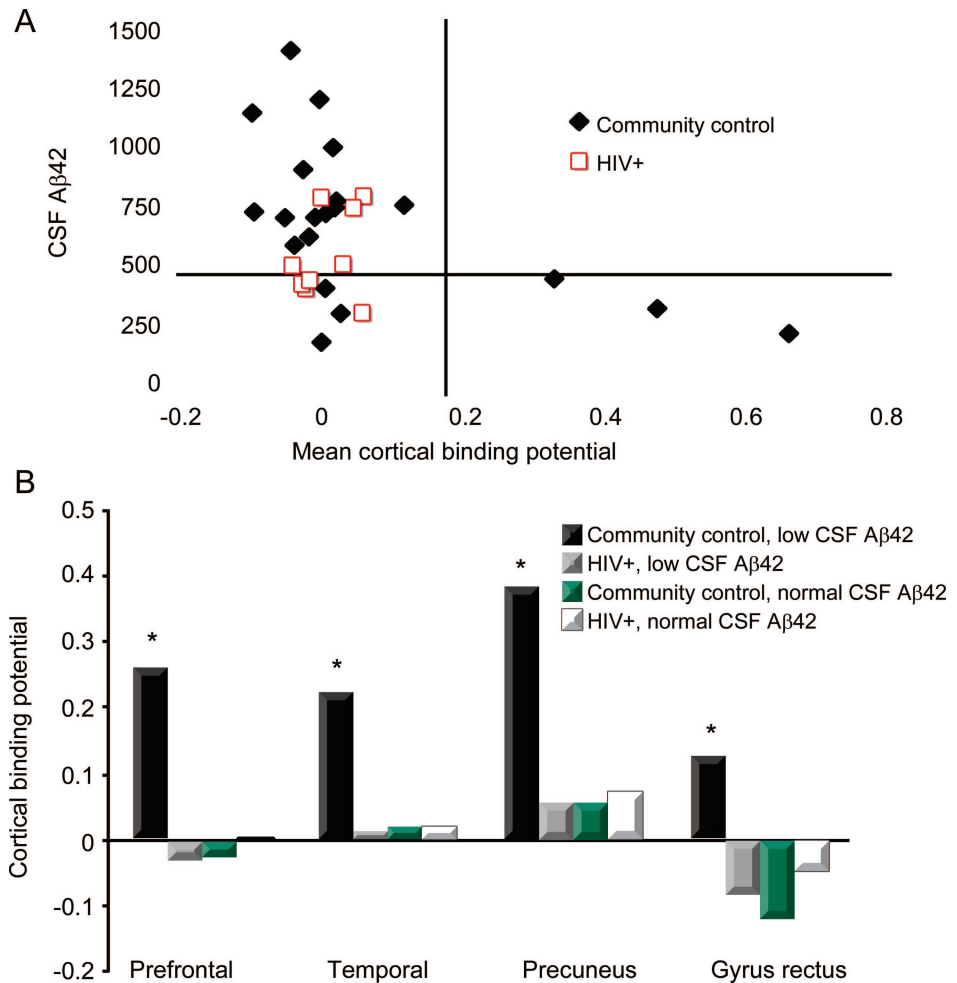 A
1500
1250
1000
750
500
250
0
CSF Aβ42
Community control
HIV+
-0.2 0 0.2 0.4 0.6 0.8
Mean cortical binding potential
B
0.5
0.4
0.3
0.2
0.1
0
-0.1
-0.2
Cortical binding potential
Community control, low CSF Aβ42
HIV+, low CSF Aβ42
Community control, normal CSF Aβ42
HIV+, normal CSF Aβ42
* * * *
Prefrontal Temporal Precuneus Gyrus rectus